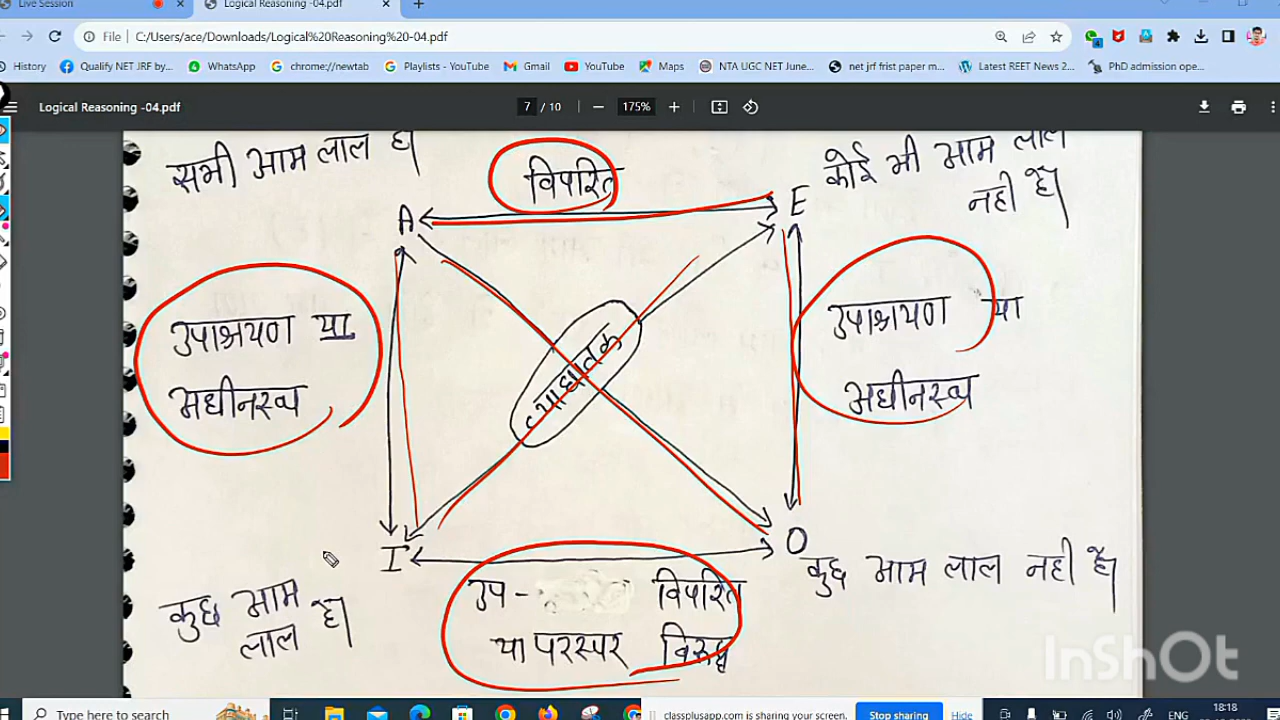 Live Session
Logical Reasoning -04.pdf
File C:/Users/ace/Downloads/Logical%20Reasoning%20-04.pdf
History Qualify NET JRF by... WhatsApp chrome://newtab Playlists - YouTube Gmail YouTube Maps NTA UGC NET June... net jrf frist paper m... Latest REET News 2... PhD admission ope...
Logical Reasoning -04.pdf 7 / 10 175%
सभी आम लाल है।
विपरित
कोई भी आम लाल
नही है।
A
E
उपाश्रयण या
अधीनस्थ
उपाश्रयण या
अधीनस्थ
व्याघातक
I
O
उप- विपरित
या परस्पर विरूद्ध
कुछ आम
लाल है।
कुछ आम लाल नही है।
InShOt
Type here to search
classplusapp.com is sharing your screen. Stop sharing Hide
ENG
18:18